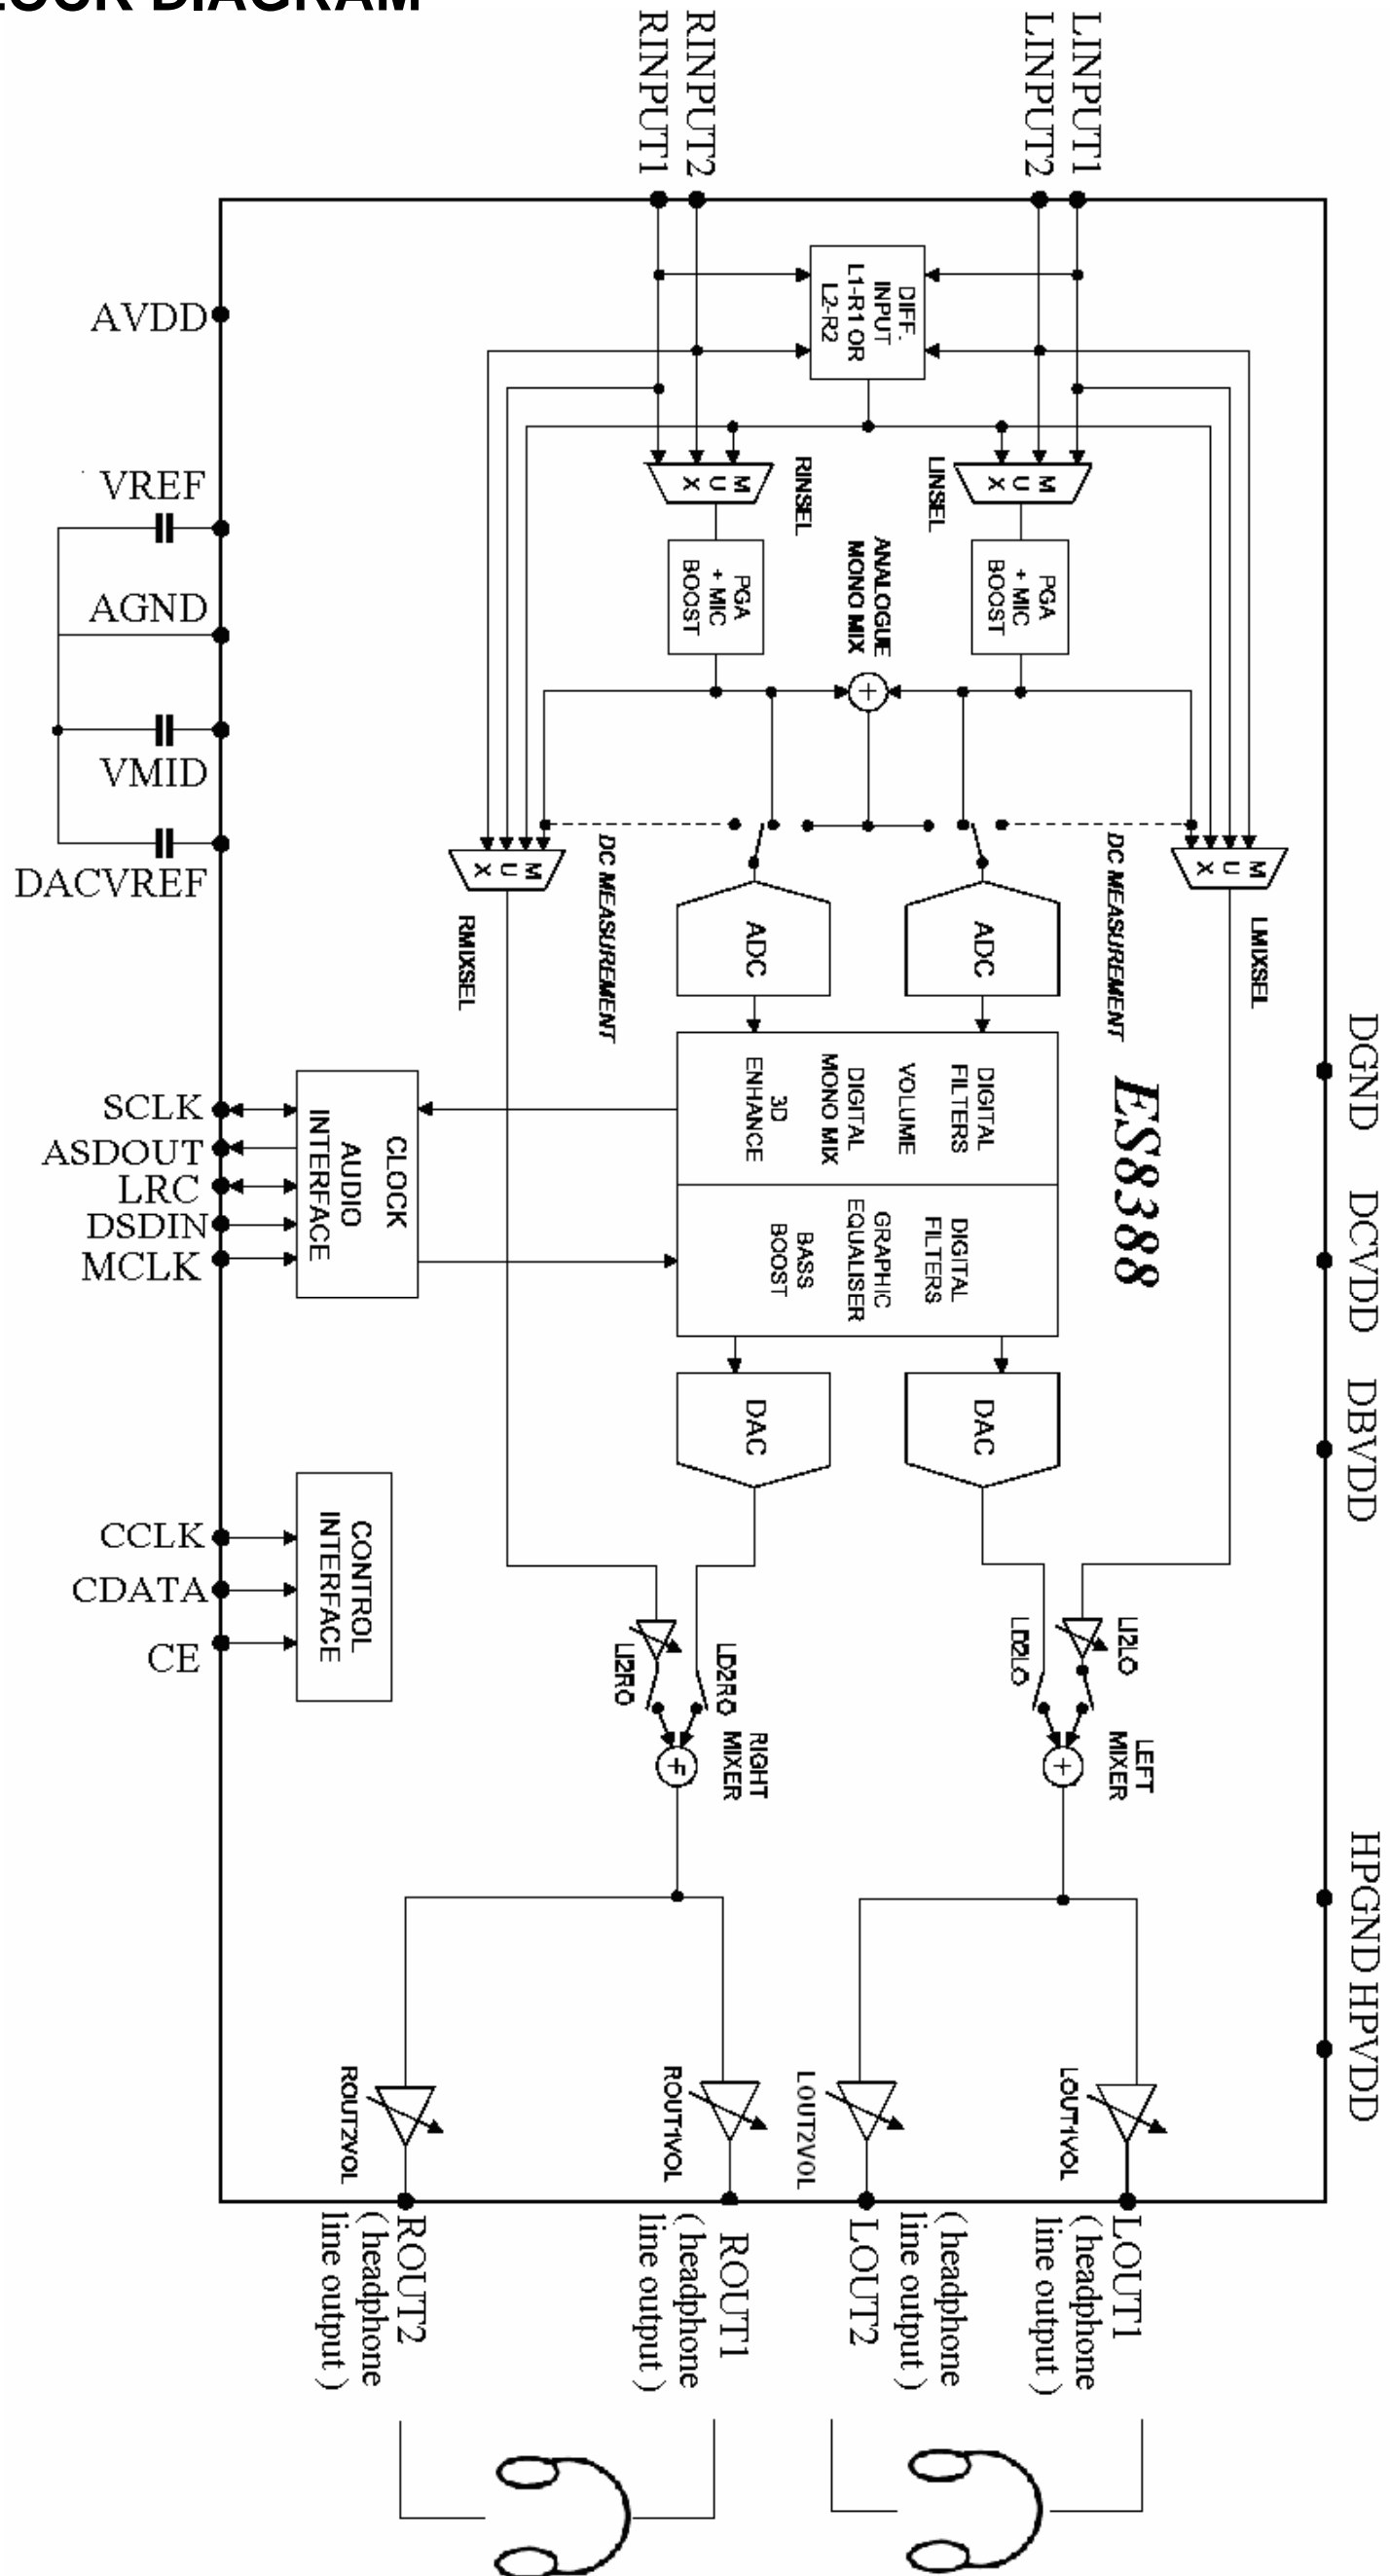 BLOCK DIAGRAM
RINPUT1
RINPUT2
LINPUT2
LINPUT1
AVDD
VREF
AGND
VMID
DACVREF
DIFF.
INPUT
L1-R1 OR
L2-R2
M
U
X
RINSEL
M
U
X
LINSEL
PGA
+ MIC
BOOST
ANALOGUE
MONO MIX
PGA
+ MIC
BOOST
+
M
U
X
RMIXSEL
DC MEASUREMENT
DC MEASUREMENT
M
U
X
LMIXSEL
ADC
ADC
DIGITAL
FILTERS
VOLUME
DIGITAL
MONO MIX
3D
ENHANCE
DIGITAL
FILTERS
GRAPHIC
EQUALISER
BASS
BOOST
ES8388
DGND
DCVDD
DBVDD
HPGND
HPVDD
SCLK
ASDOUT
LRC
DSDIN
MCLK
CLOCK
AUDIO
INTERFACE
DAC
DAC
CCLK
CDATA
CE
CONTROL
INTERFACE
LI2RO
LD2RO
RIGHT
MIXER
+
LD2LO
LI2LO
LEFT
MIXER
+
ROUT2VOL
ROUT1VOL
LOUT2VOL
LOUT1VOL
ROUT2
( headphone
line output )
ROUT1
( headphone
line output )
LOUT2
( headphone
line output )
LOUT1
( headphone
line output )